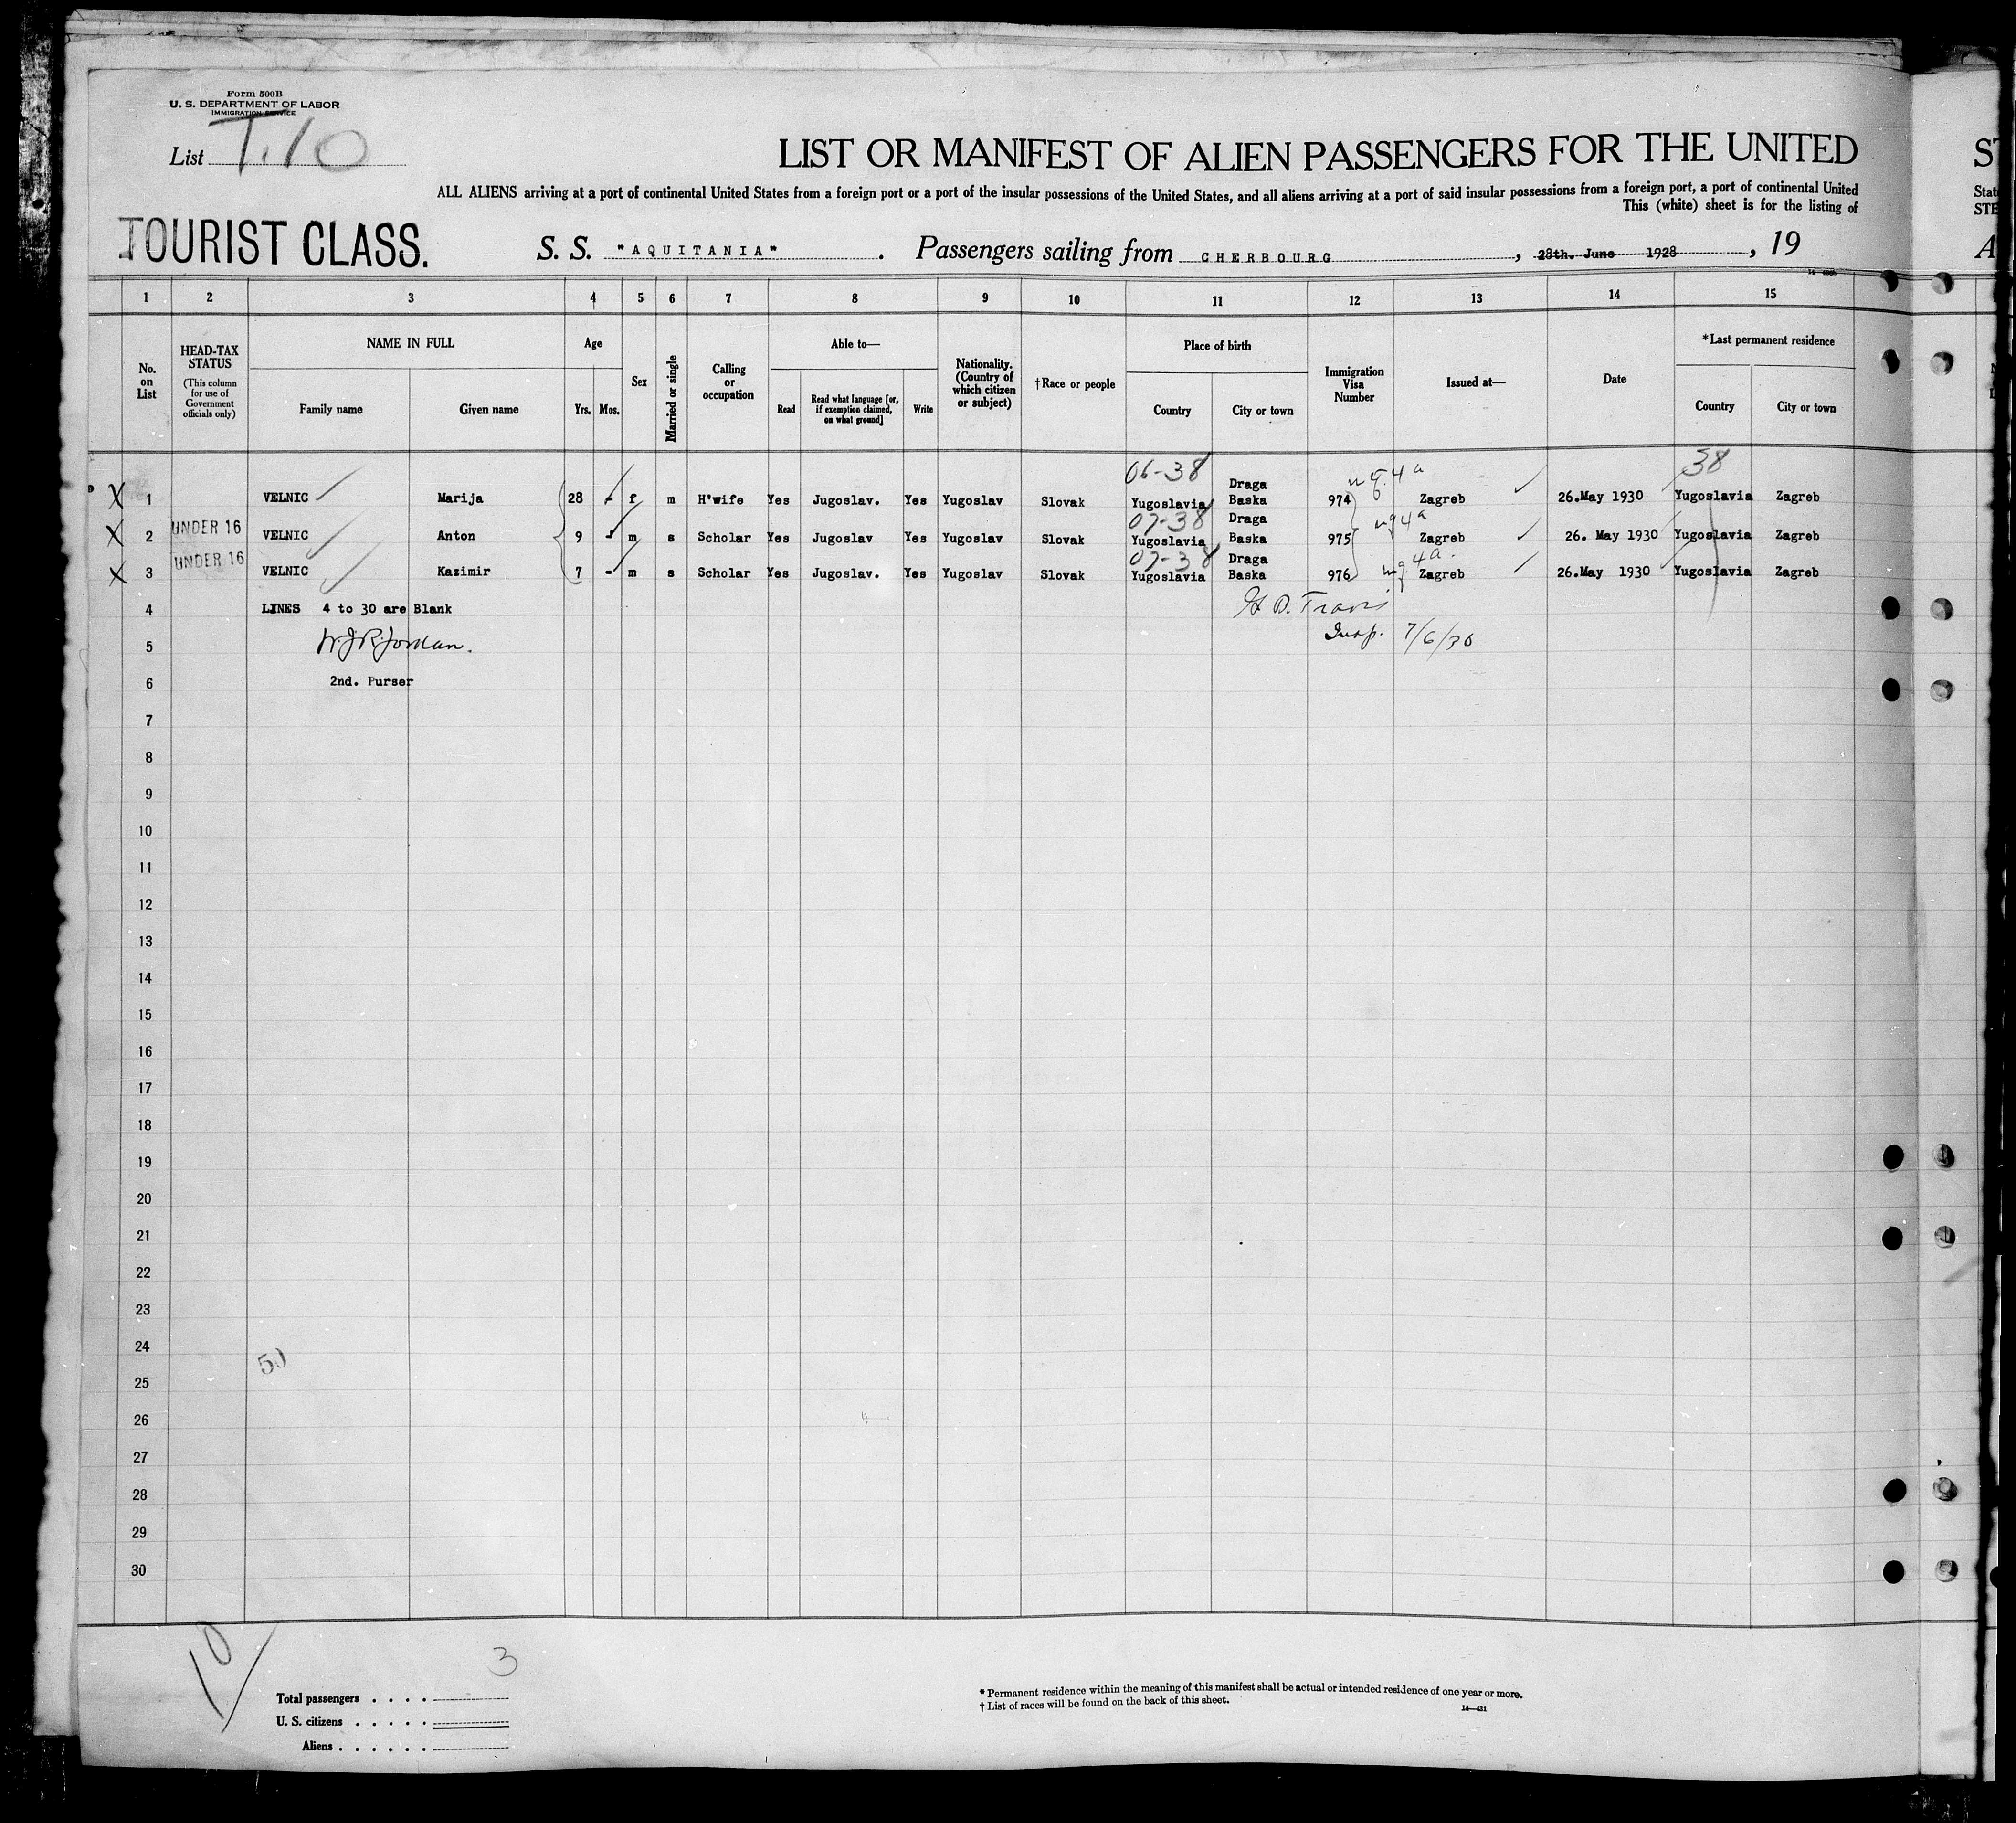 Form 500B
U. S. DEPARTMENT OF LABOR
IMMIGRATION SERVICE
List T.10
LIST OR MANIFEST OF ALIEN PASSENGERS FOR THE UNITED
ALL ALIENS arriving at a port of continental United States from a foreign port or a port of the insular possessions of the United States, and all aliens arriving at a port of said insular possessions from a foreign port, a port of continental United
This (white) sheet is for the listing of
TOURIST CLASS. S. S. "AQUITANIA". Passengers sailing from CHERBOURG, 28th. June 1928, 19
1 2 3 4 5 6 7 8 9 10 11 12 13 14 15
No. on List
HEAD-TAX STATUS (This column for use of Government officials only)
NAME IN FULL
Family name Given name
Age
Yrs. Mos.
Sex
Married or single
Calling or occupation
Able to—
Read
Read what language [or, if exemption claimed, on what ground]
Write
Nationality. (Country of which citizen or subject)
†Race or people
Place of birth
Country City or town
Immigration Visa Number
Issued at—
Date
*Last permanent residence
Country City or town
06-38 nq.4a 38
X 1 VELNIC Marija 28 - f m H'wife Yes Jugoslav. Yes Yugoslav Slovak Yugoslavia Draga Baska 974 Zagreb 26.May 1930 Yugoslavia Zagreb
07-38 nq4a
X 2 UNDER 16 VELNIC Anton 9 - m s Scholar Yes Jugoslav Yes Yugoslav Slovak Yugoslavia Draga Baska 975 Zagreb 26. May 1930 Yugoslavia Zagreb
07-38 nq.4a.
X 3 UNDER 16 VELNIC Kazimir 7 - m s Scholar Yes Jugoslav. Yes Yugoslav Slovak Yugoslavia Draga Baska 976 Zagreb 26.May 1930 Yugoslavia Zagreb
4 LINES 4 to 30 are Blank
H D. Travis
5 W.J.R.Jordan.
Insp. 7/6/30
6 2nd. Purser
7
8
9
10
11
12
13
14
15
16
17
18
19
20
21
22
23
24
25
26
27
28
29
30
10
3
Total passengers . . . .
U. S. citizens . . . . .
Aliens . . . . . .
* Permanent residence within the meaning of this manifest shall be actual or intended residence of one year or more.
† List of races will be found on the back of this sheet.
14—431